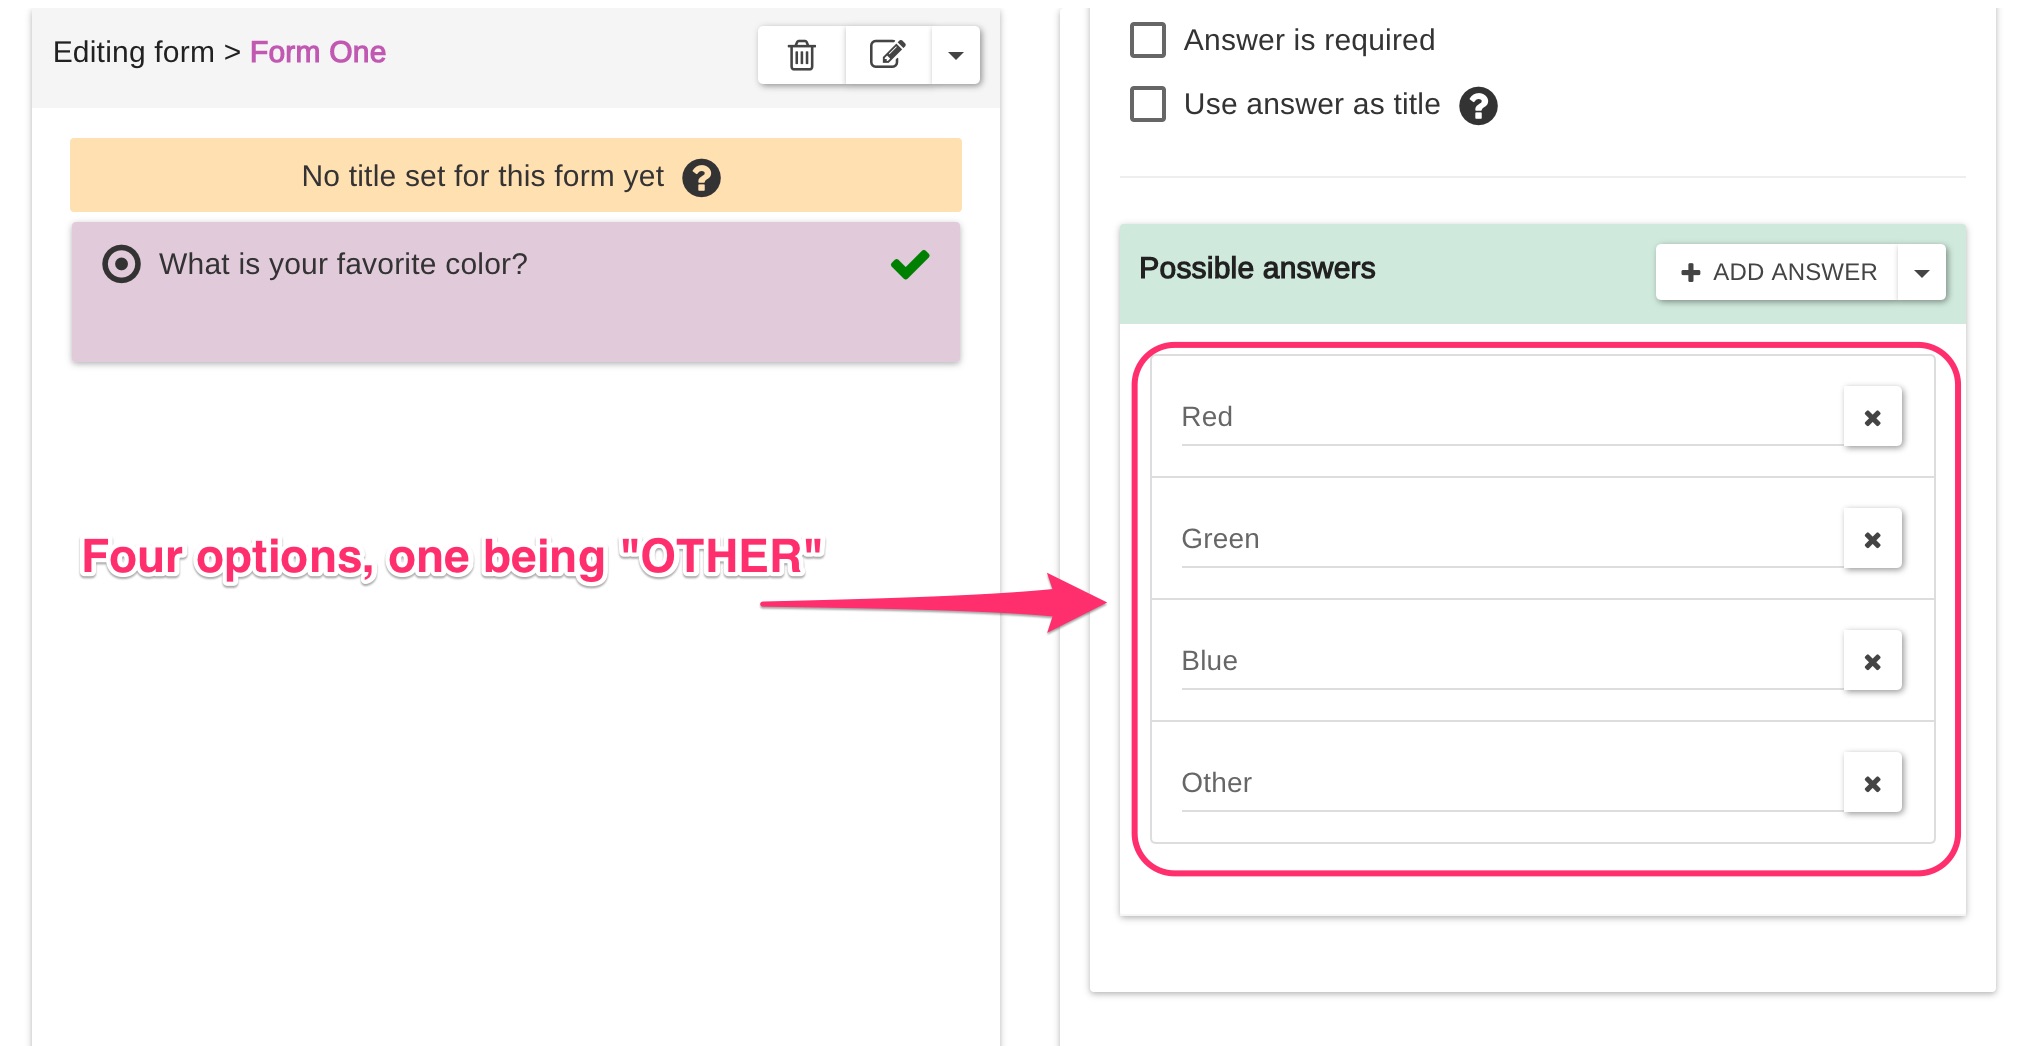 Editing form > Form One
No title set for this form yet
What is your favorite color?
Four options, one being "OTHER"
Answer is required
Use answer as title
Possible answers
ADD ANSWER
Red
Green
Blue
Other